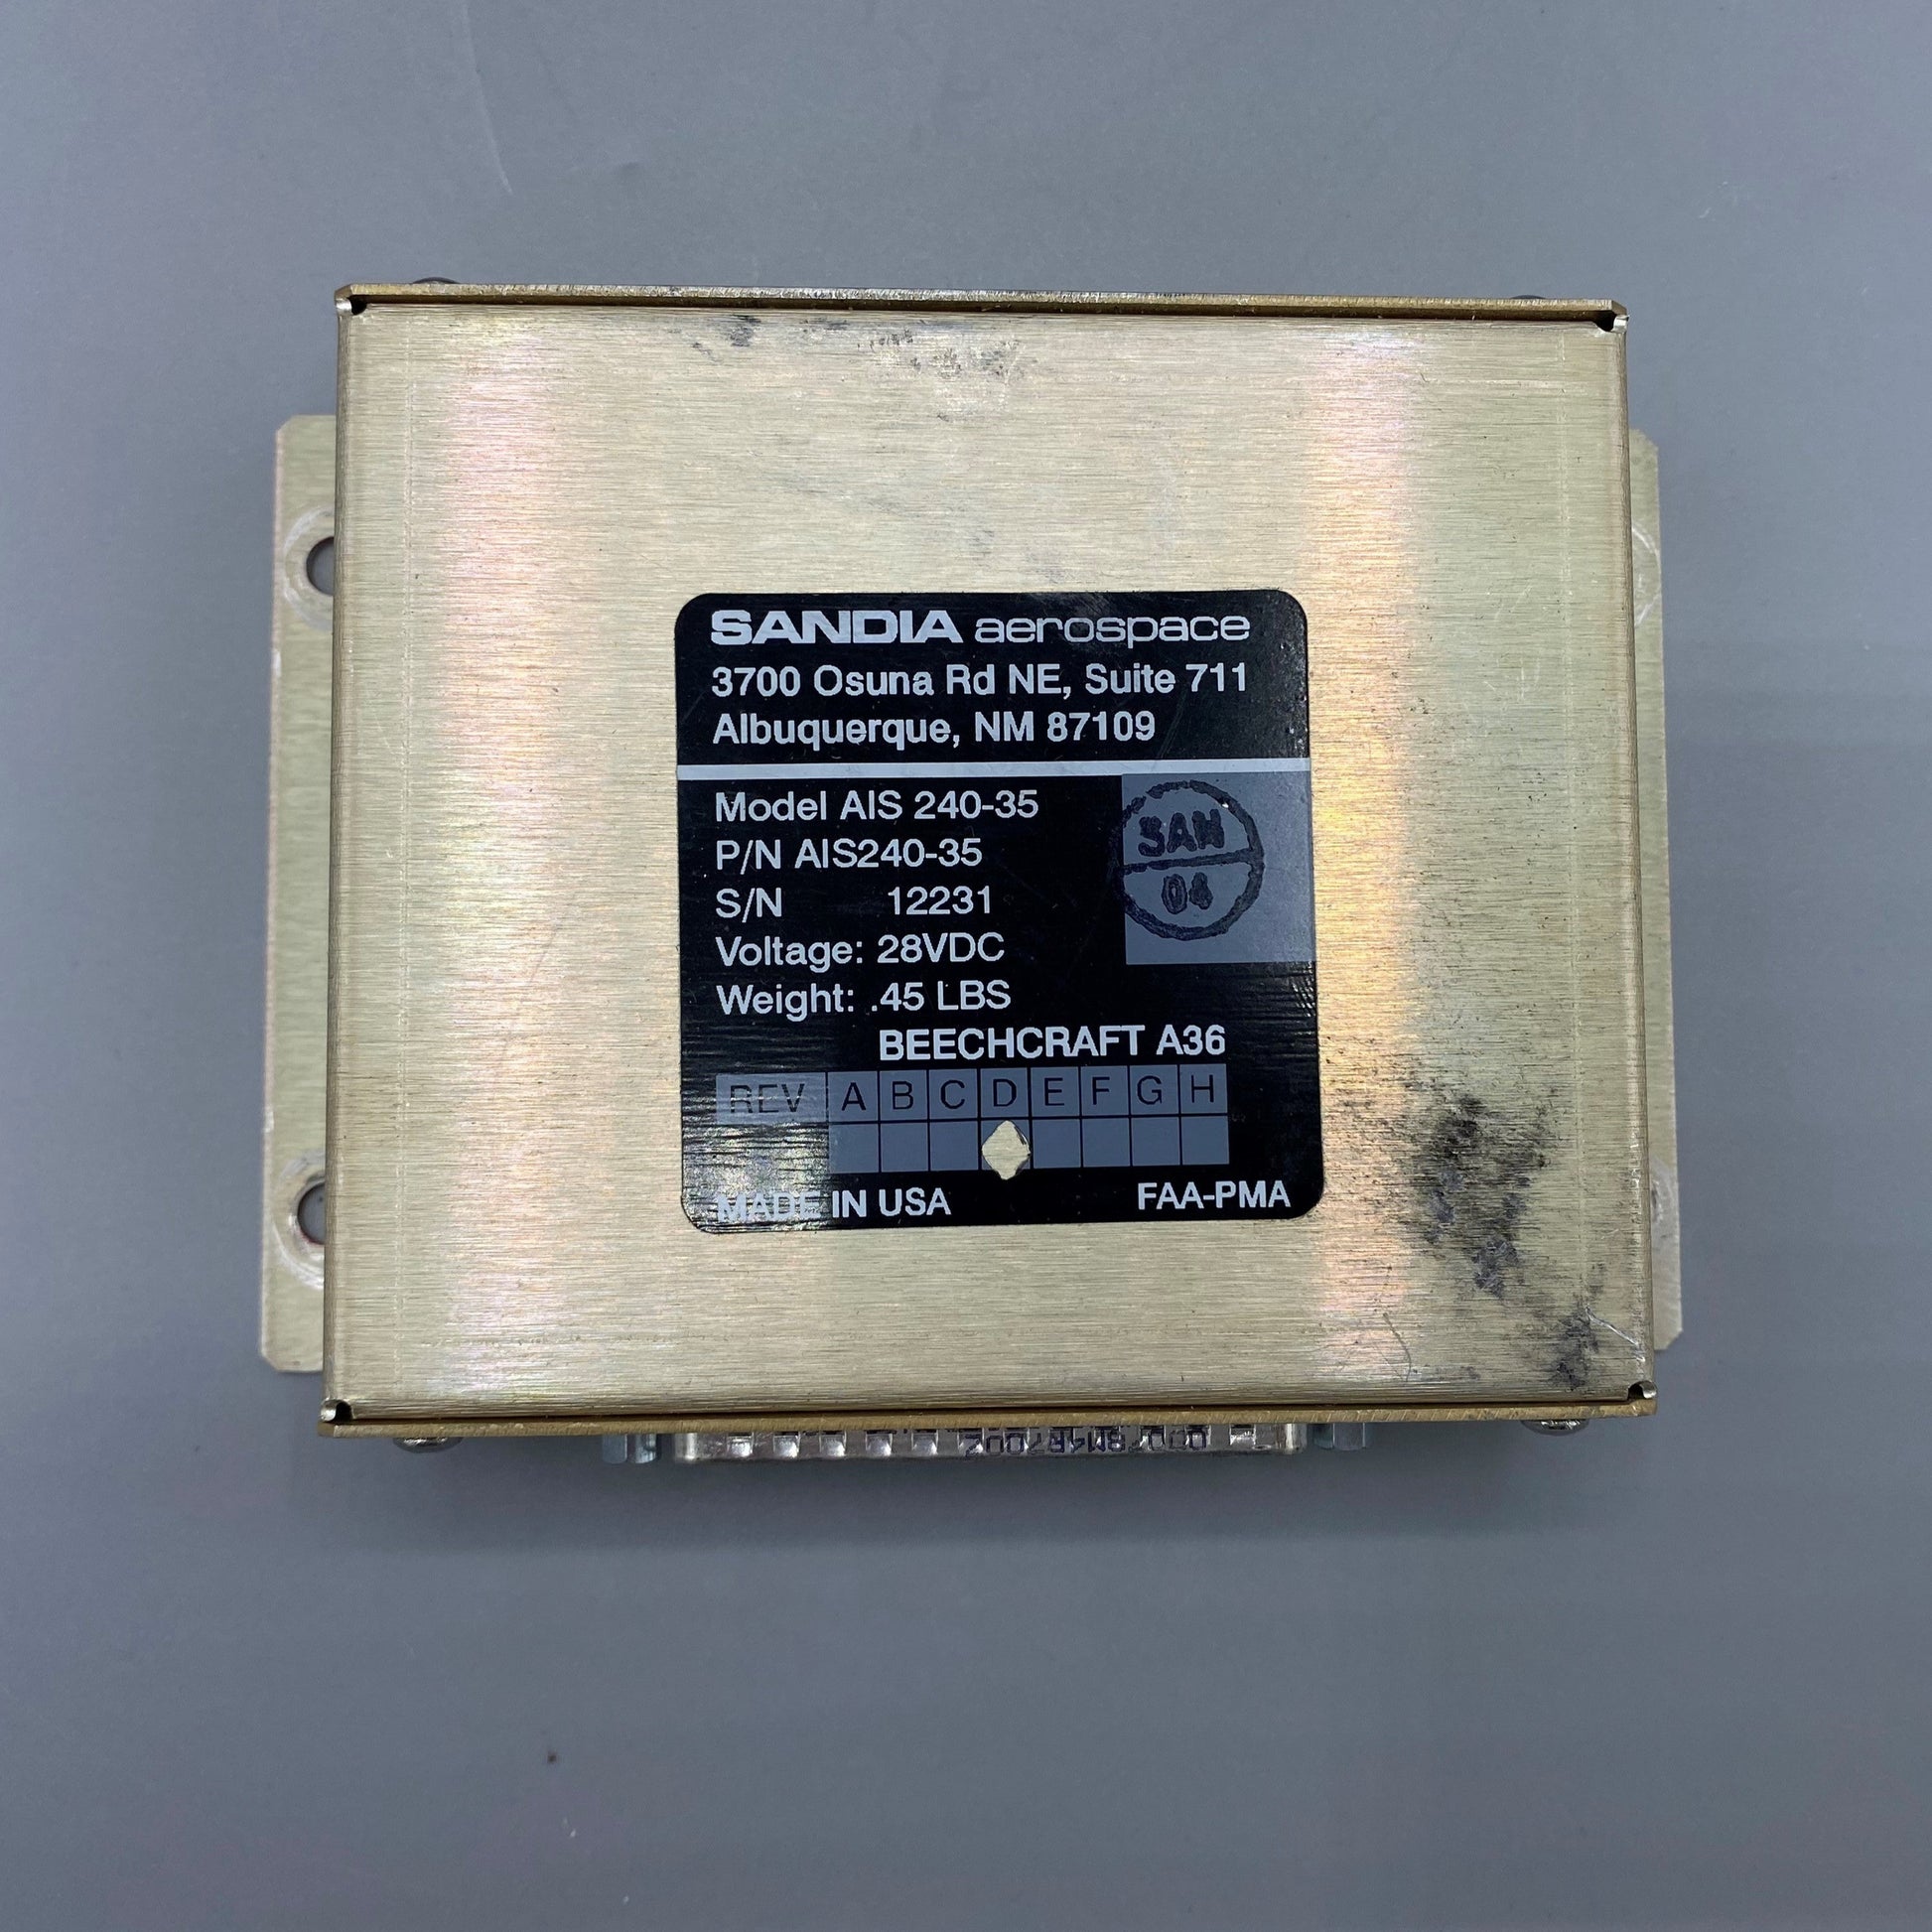 SANDIA aerospace
3700 Osuna Rd NE, Suite 711
Albuquerque, NM 87109
Model AIS 240-35
P/N AIS240-35
S/N 12231
SAN
04
Voltage: 28VDC
Weight: .45 LBS
BEECHCRAFT A36
REV A B C D E F G H
MADE IN USA FAA-PMA